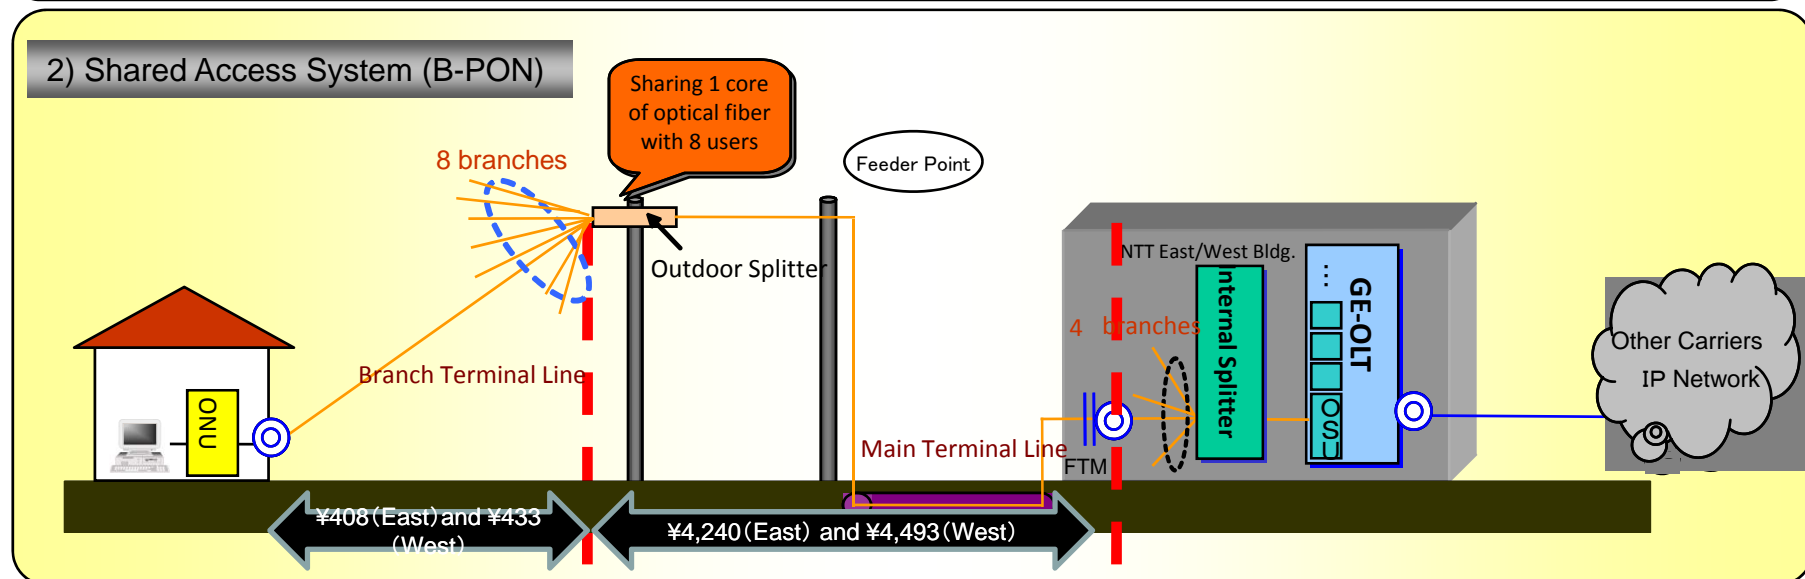 2) Shared Access System (B-PON)
Sharing 1 core
of optical fiber
with 8 users
8 branches
Feeder Point
Outdoor Splitter
NTT East/West Bldg.
4 branches
Internal Splitter
...
GE-OLT
OSU
Other Carriers
IP Network
Branch Terminal Line
ONU
Main Terminal Line
FTM
¥408(East)and ¥433
(West)
¥4,240(East) and ¥4,493(West)